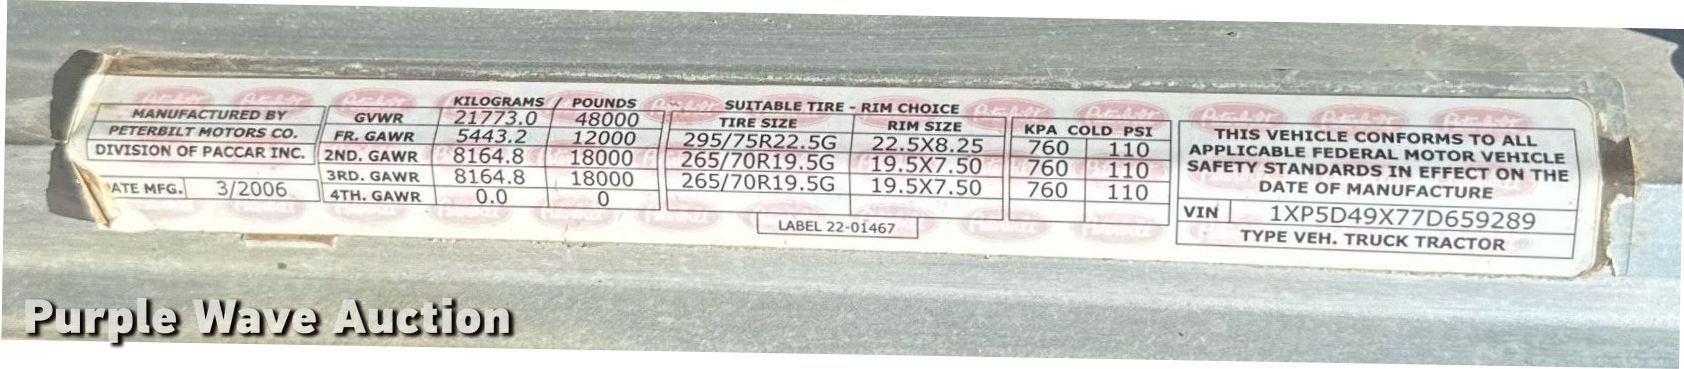 MANUFACTURED BY
PETERBILT MOTORS CO.
DIVISION OF PACCAR INC.
ATE MFG. 3/2006
KILOGRAMS / POUNDS
GVWR 21773.0 48000
FR. GAWR 5443.2 12000
2ND. GAWR 8164.8 18000
3RD. GAWR 8164.8 18000
4TH. GAWR 0.0 0
SUITABLE TIRE - RIM CHOICE
TIRE SIZE RIM SIZE KPA COLD PSI
295/75R22.5G 22.5X8.25 760 110
265/70R19.5G 19.5X7.50 760 110
265/70R19.5G 19.5X7.50 760 110
LABEL 22-01467
THIS VEHICLE CONFORMS TO ALL
APPLICABLE FEDERAL MOTOR VEHICLE
SAFETY STANDARDS IN EFFECT ON THE
DATE OF MANUFACTURE
VIN 1XP5D49X77D659289
TYPE VEH. TRUCK TRACTOR
Purple Wave Auction